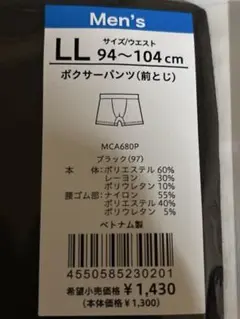 Men's
サイズ/ウエスト
LL 94～104cm
ボクサーパンツ(前とじ)
MCA680P
ブラック(97)
本 体:ポリエステル 60%
レーヨン 30%
ポリウレタン 10%
腰ゴム部:ナイロン 55%
ポリエステル 40%
ポリウレタン 5%
ベトナム製
4550585230201
希望小売価格 ¥1,430
(本体価格 ¥1,300)